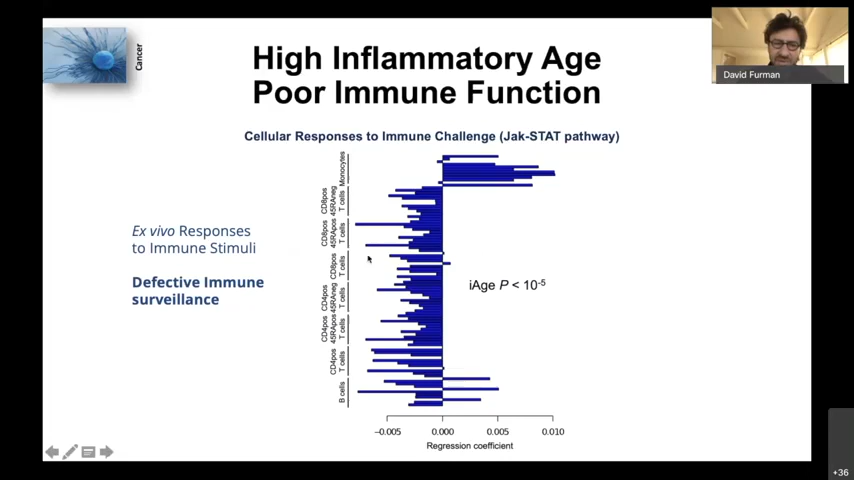 Cancer
High Inflammatory Age
Poor Immune Function
David Furman
Cellular Responses to Immune Challenge (Jak-STAT pathway)
Ex vivo Responses
to Immune Stimuli
Defective Immune
surveillance
Monocytes
CD8pos
45RAneg
T cells
CD8pos
45RApos
T cells
CD8pos
T cells
CD4pos
45RAneg
T cells
CD4pos
45RApos
T cells
CD4pos
T cells
B cells
iAge P < 10-5
−0.005 0.000 0.005 0.010
Regression coefficient
+36